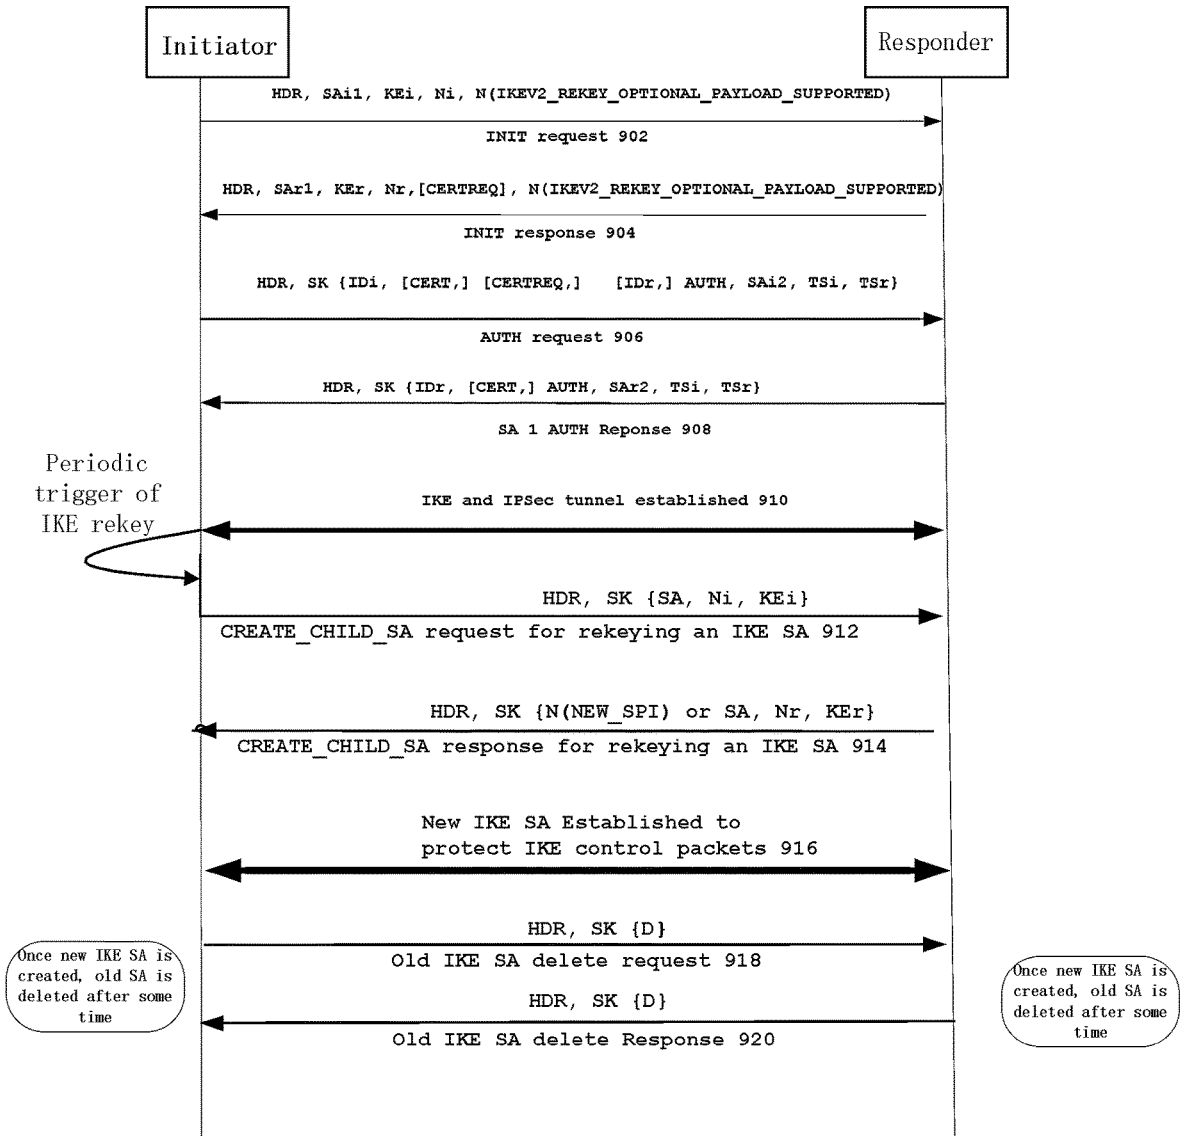 Initiator
Responder
HDR, SAi1, KEi, Ni, N(IKEV2_REKEY_OPTIONAL_PAYLOAD_SUPPORTED)
INIT request 902
HDR, SAr1, KEr, Nr,[CERTREQ], N(IKEV2_REKEY_OPTIONAL_PAYLOAD_SUPPORTED)
INIT response 904
HDR, SK {IDi, [CERT,] [CERTREQ,] [IDr,] AUTH, SAi2, TSi, TSr}
AUTH request 906
HDR, SK {IDr, [CERT,] AUTH, SAr2, TSi, TSr}
SA 1 AUTH Reponse 908
Periodic
trigger of
IKE rekey
IKE and IPSec tunnel established 910
HDR, SK {SA, Ni, KEi}
CREATE_CHILD_SA request for rekeying an IKE SA 912
HDR, SK {N(NEW_SPI) or SA, Nr, KEr}
CREATE_CHILD_SA response for rekeying an IKE SA 914
New IKE SA Established to
protect IKE control packets 916
HDR, SK {D}
Old IKE SA delete request 918
Once new IKE SA is
created, old SA is
deleted after some
time
HDR, SK {D}
Old IKE SA delete Response 920
Once new IKE SA is
created, old SA is
deleted after some
time